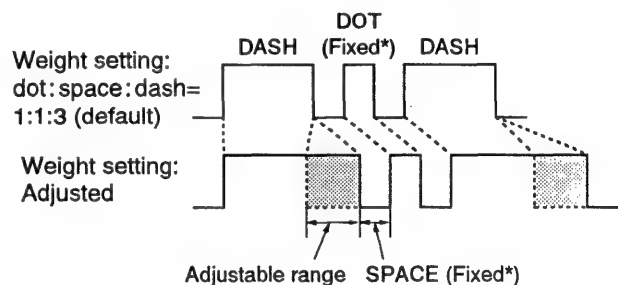 DOT
DASH (Fixed*) DASH
Weight setting:
dot:space:dash=
1:1:3 (default)
Weight setting:
Adjusted
Adjustable range SPACE (Fixed*)